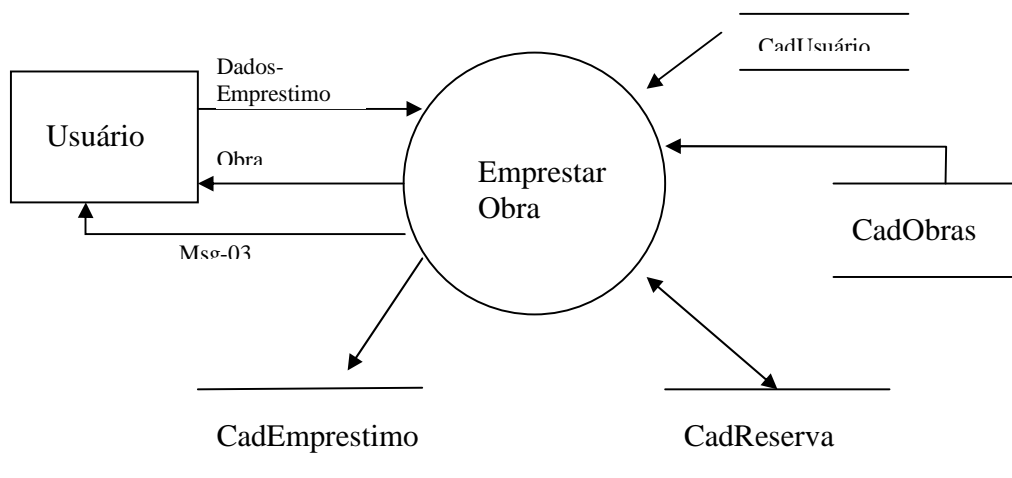 CadUsuário
Dados-
Emprestimo
Usuário
Obra
Emprestar
Obra
CadObras
Msg-03
CadEmprestimo
CadReserva